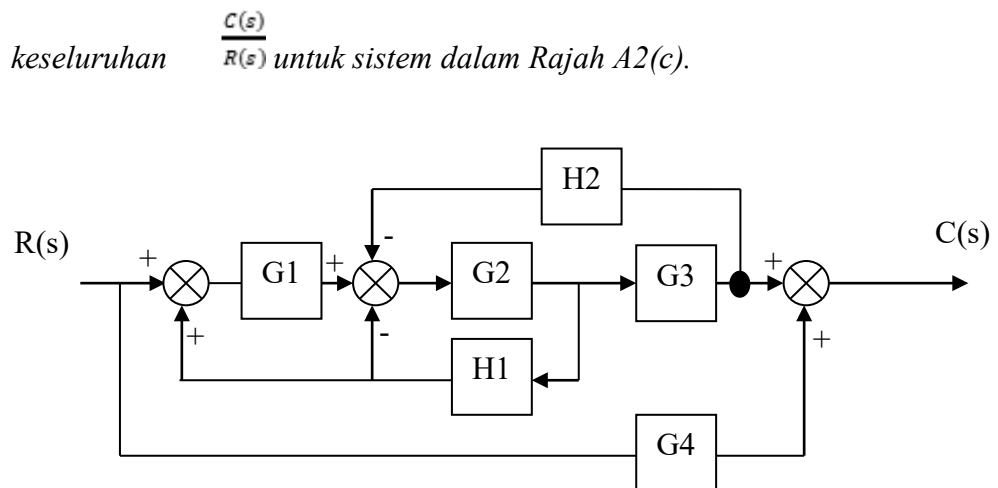 C(s)
keseluruhan R(s) untuk sistem dalam Rajah A2(c).
H2
R(s)
C(s)
-
+ G1 + G2 G3 +
+ - H1 +
G4